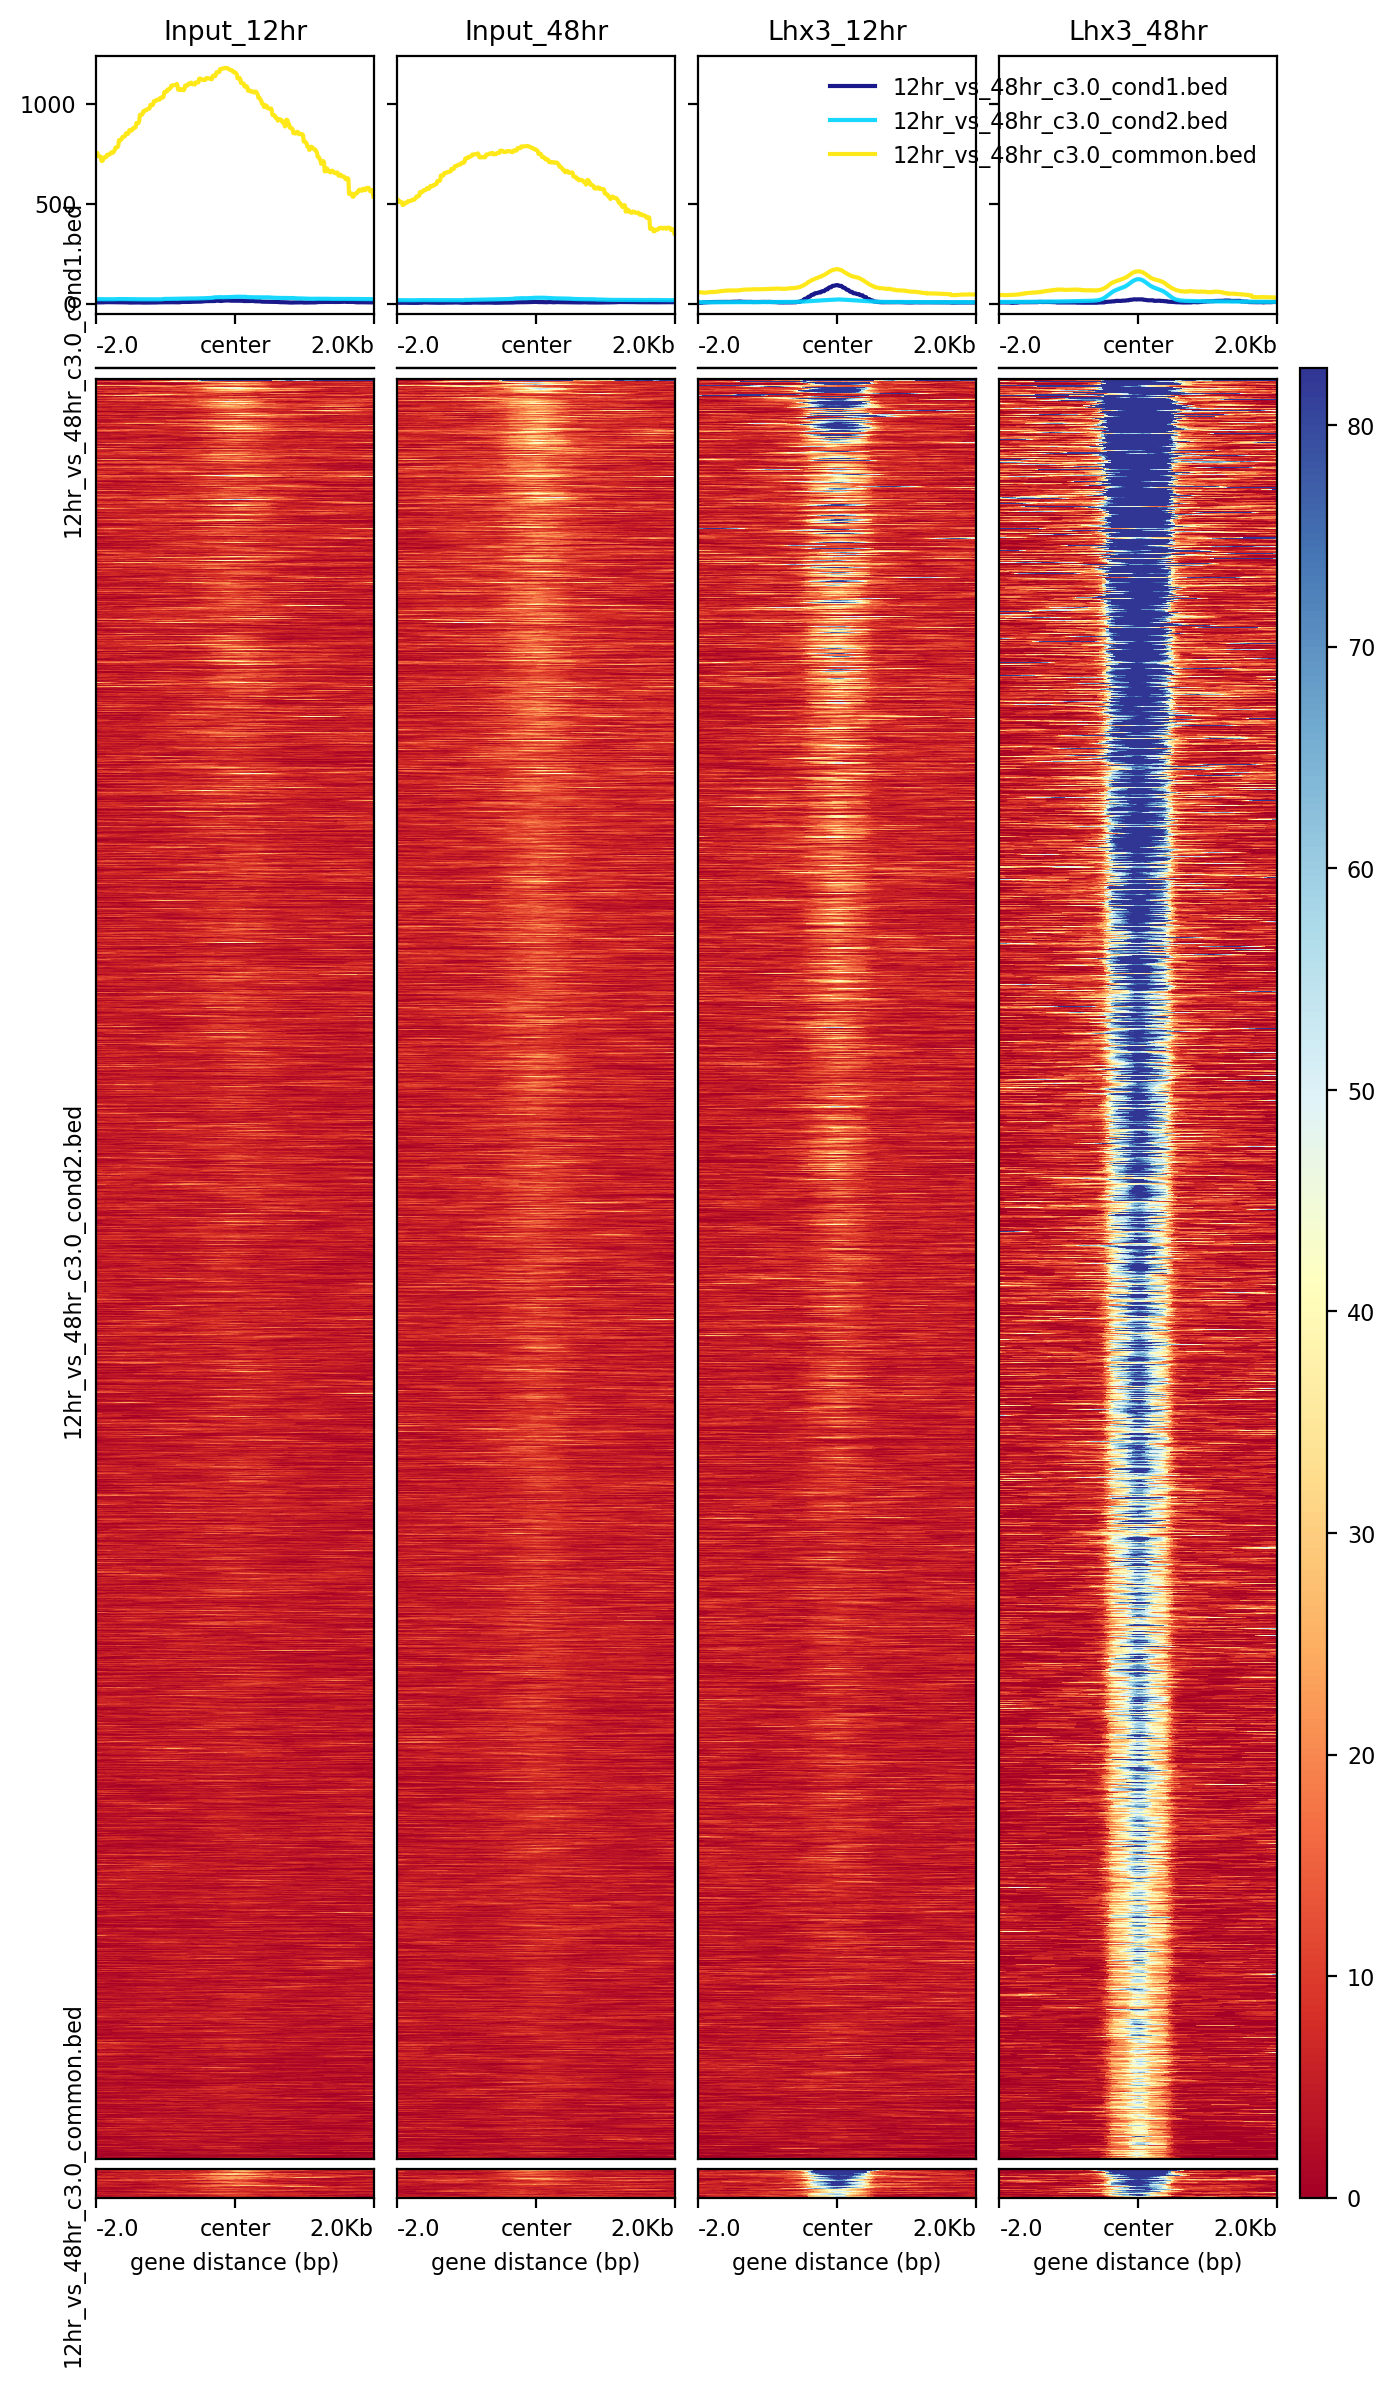 Input_12hr
Input_48hr
Lhx3_12hr
Lhx3_48hr
1000
500
0
12hr_vs_48hr_c3.0_cond1.bed
12hr_vs_48hr_c3.0_cond2.bed
12hr_vs_48hr_c3.0_common.bed
-2.0 center 2.0Kb
-2.0 center 2.0Kb
-2.0 center 2.0Kb
-2.0 center 2.0Kb
12hr_vs_48hr_c3.0_cond1.bed
12hr_vs_48hr_c3.0_cond2.bed
12hr_vs_48hr_c3.0_common.bed
80
70
60
50
40
30
20
10
0
-2.0 center 2.0Kb
-2.0 center 2.0Kb
-2.0 center 2.0Kb
-2.0 center 2.0Kb
gene distance (bp)
gene distance (bp)
gene distance (bp)
gene distance (bp)